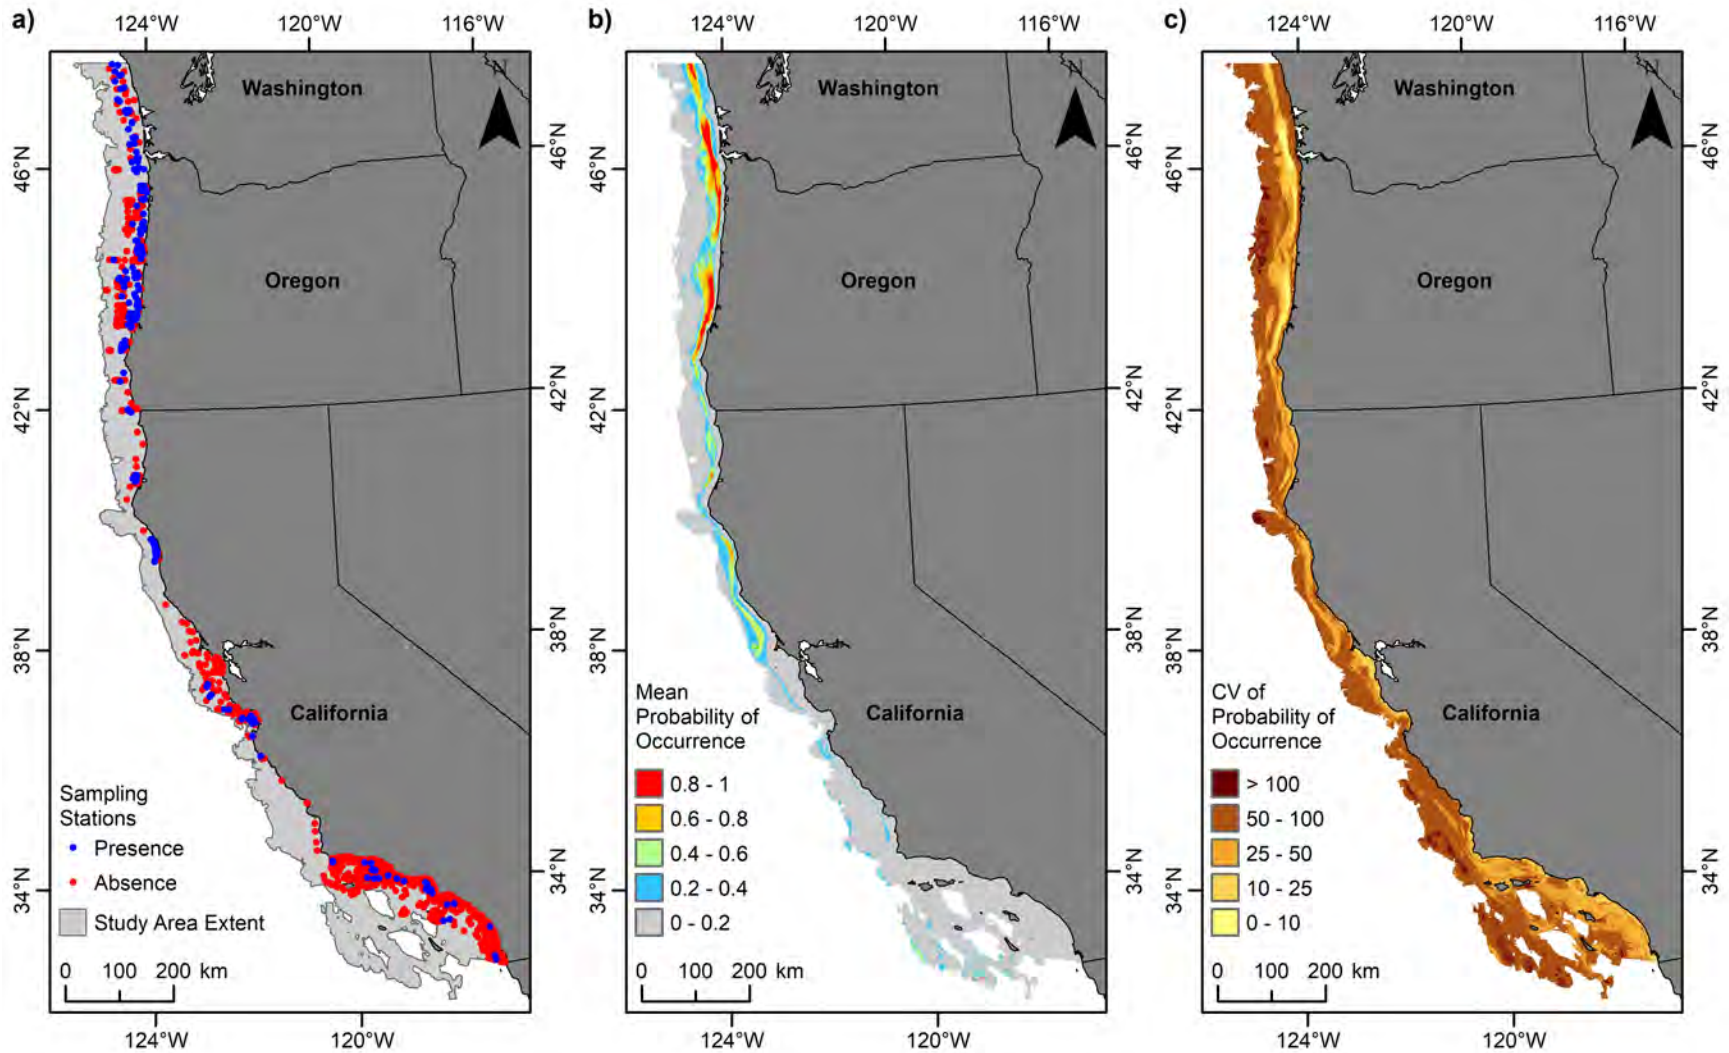 a)
124°W 120°W 116°W
Washington
N
46°N
46°N
Oregon
42°N
42°N
38°N
38°N
California
Sampling
Stations
Presence
Absence
Study Area Extent
34°N
34°N
0 100 200 km
124°W 120°W
b)
124°W 120°W 116°W
Washington
N
46°N
46°N
Oregon
42°N
42°N
38°N
38°N
Mean
Probability of
Occurrence
California
0.8 - 1
0.6 - 0.8
0.4 - 0.6
0.2 - 0.4
0 - 0.2
34°N
34°N
0 100 200 km
124°W 120°W
c)
124°W 120°W 116°W
Washington
N
46°N
46°N
Oregon
42°N
42°N
38°N
38°N
CV of
Probability of
Occurrence
California
> 100
50 - 100
25 - 50
10 - 25
0 - 10
34°N
34°N
0 100 200 km
124°W 120°W